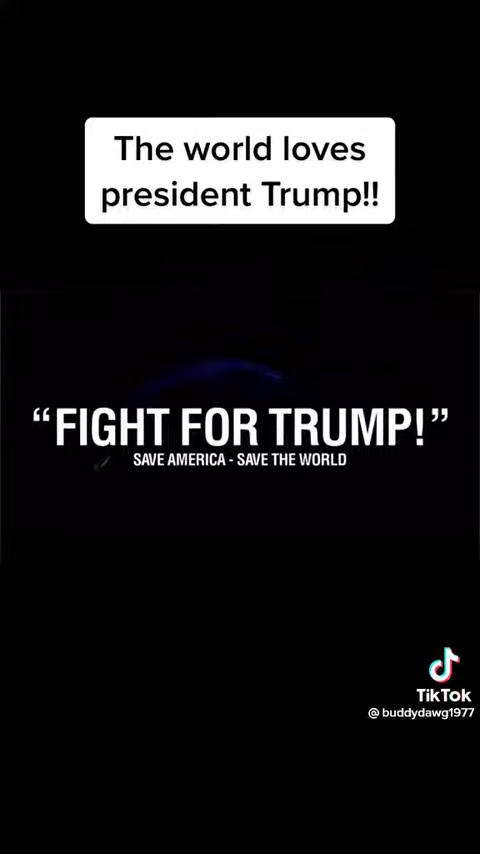 The world loves
president Trump!!
“FIGHT FOR TRUMP!”
SAVE AMERICA - SAVE THE WORLD
TikTok
@buddydawg1977